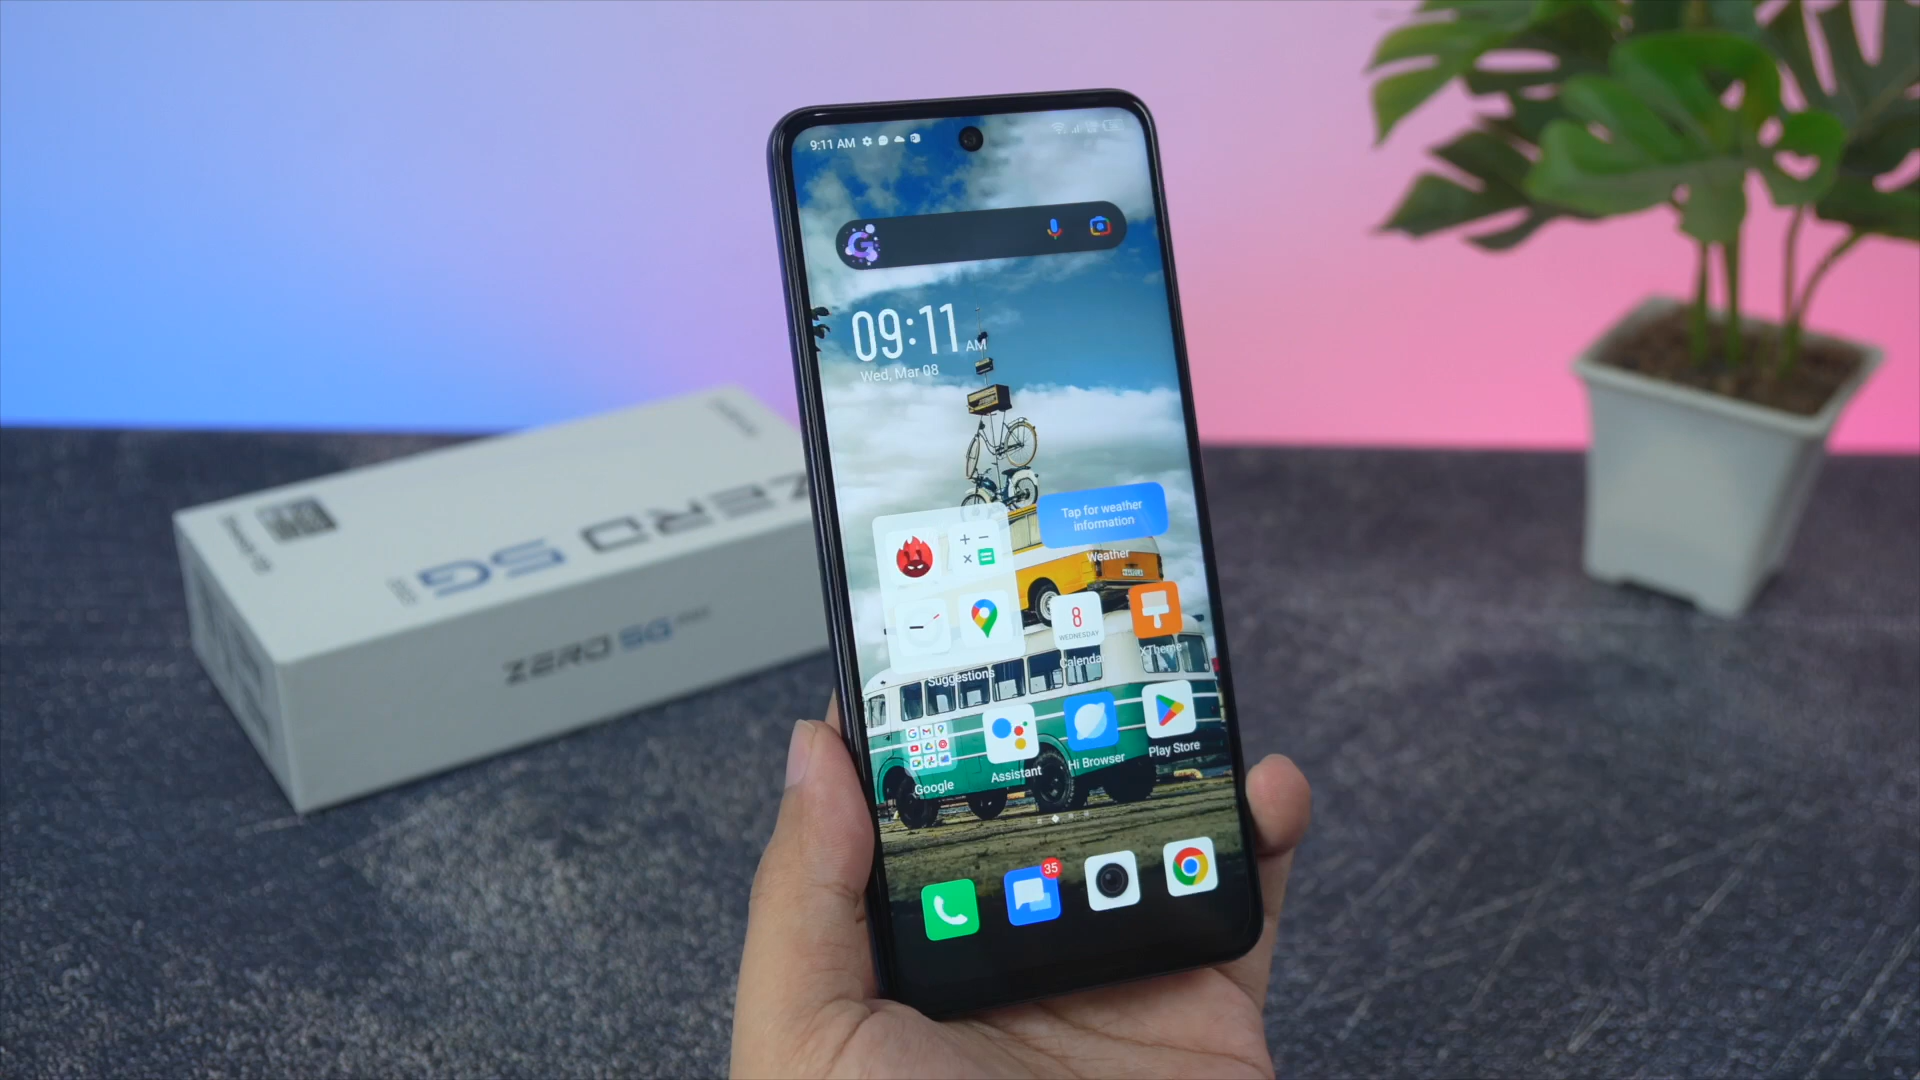 9:11 AM
09:11 AM
Wed, Mar 08
Tap for weather
information
Weather
8
WEDNESDAY
Calendar
XTheme
Suggestions
Google
Assistant
Hi Browser
Play Store
35
ZERO 5G
ZERO 5G